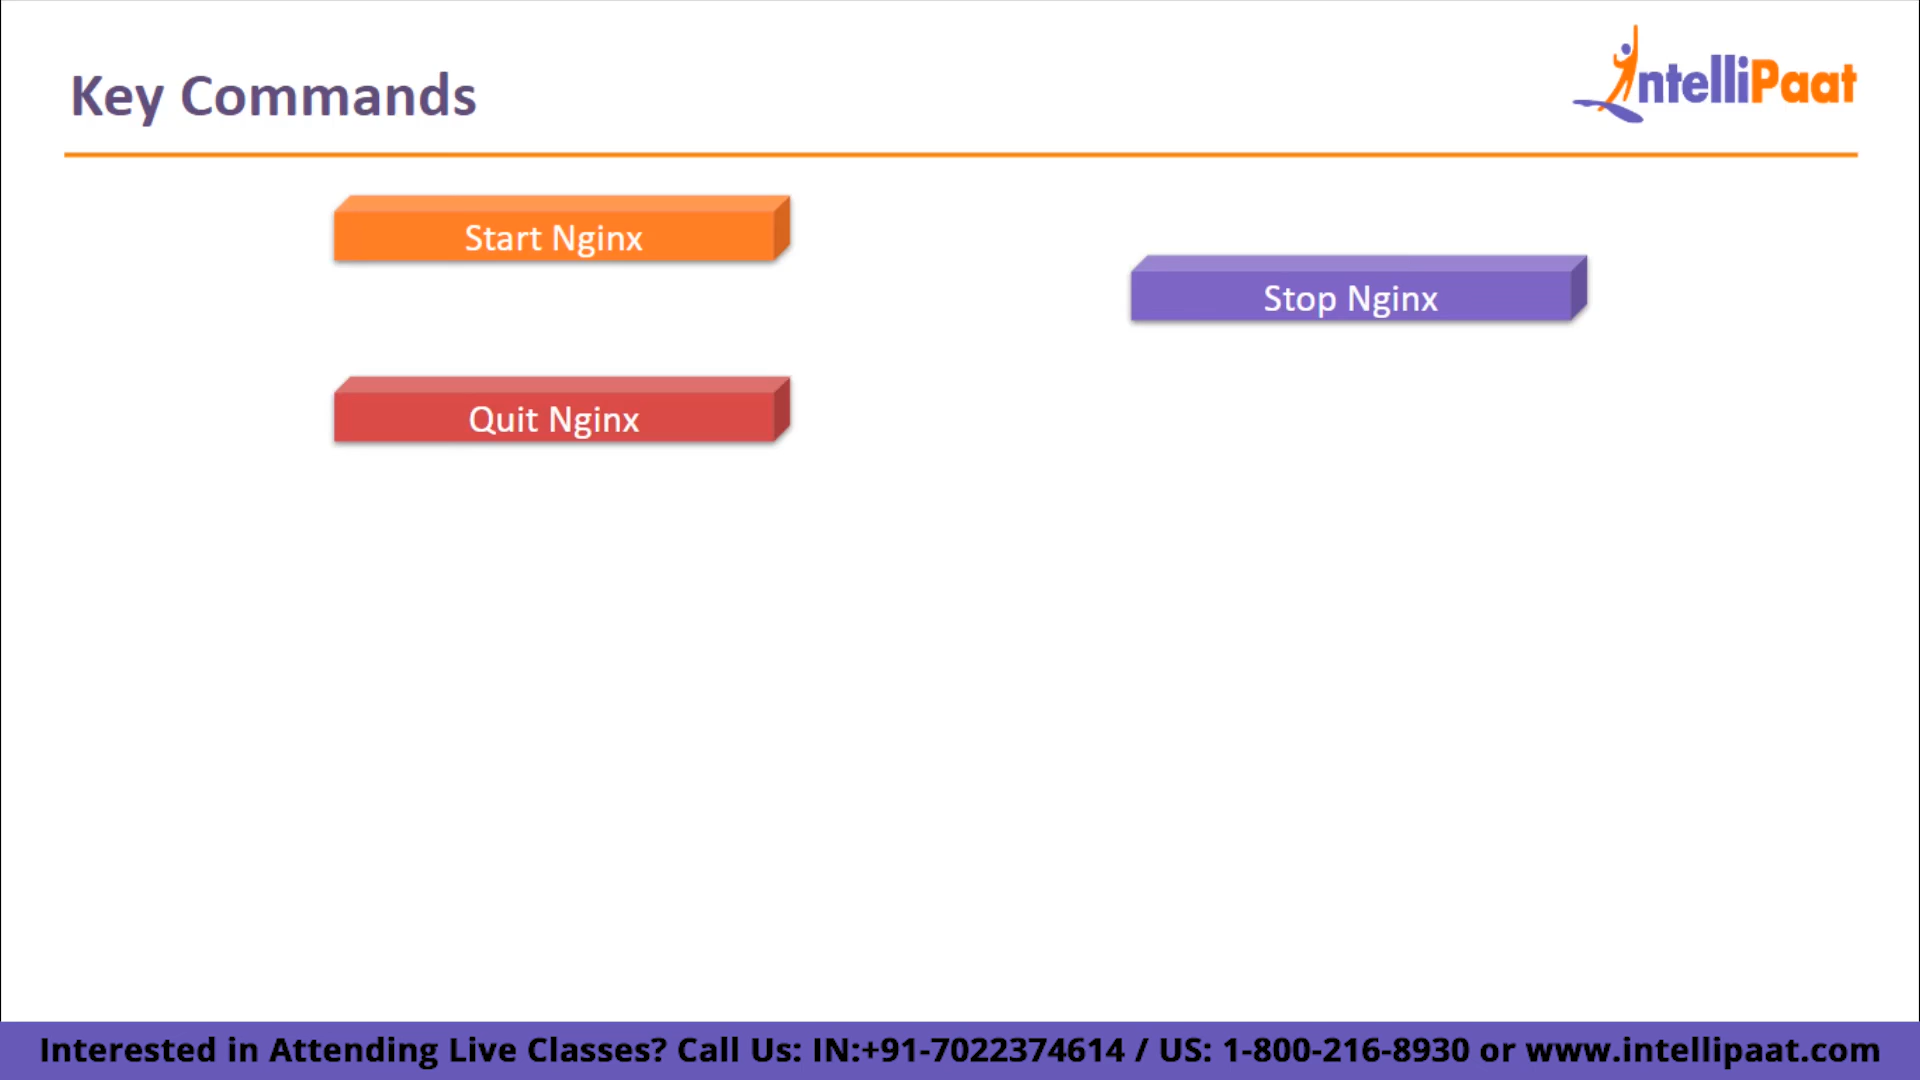 Key Commands
IntelliPaat
Start Nginx
Stop Nginx
Quit Nginx
Interested in Attending Live Classes? Call Us: IN:+91-7022374614 / US: 1-800-216-8930 or www.intellipaat.com